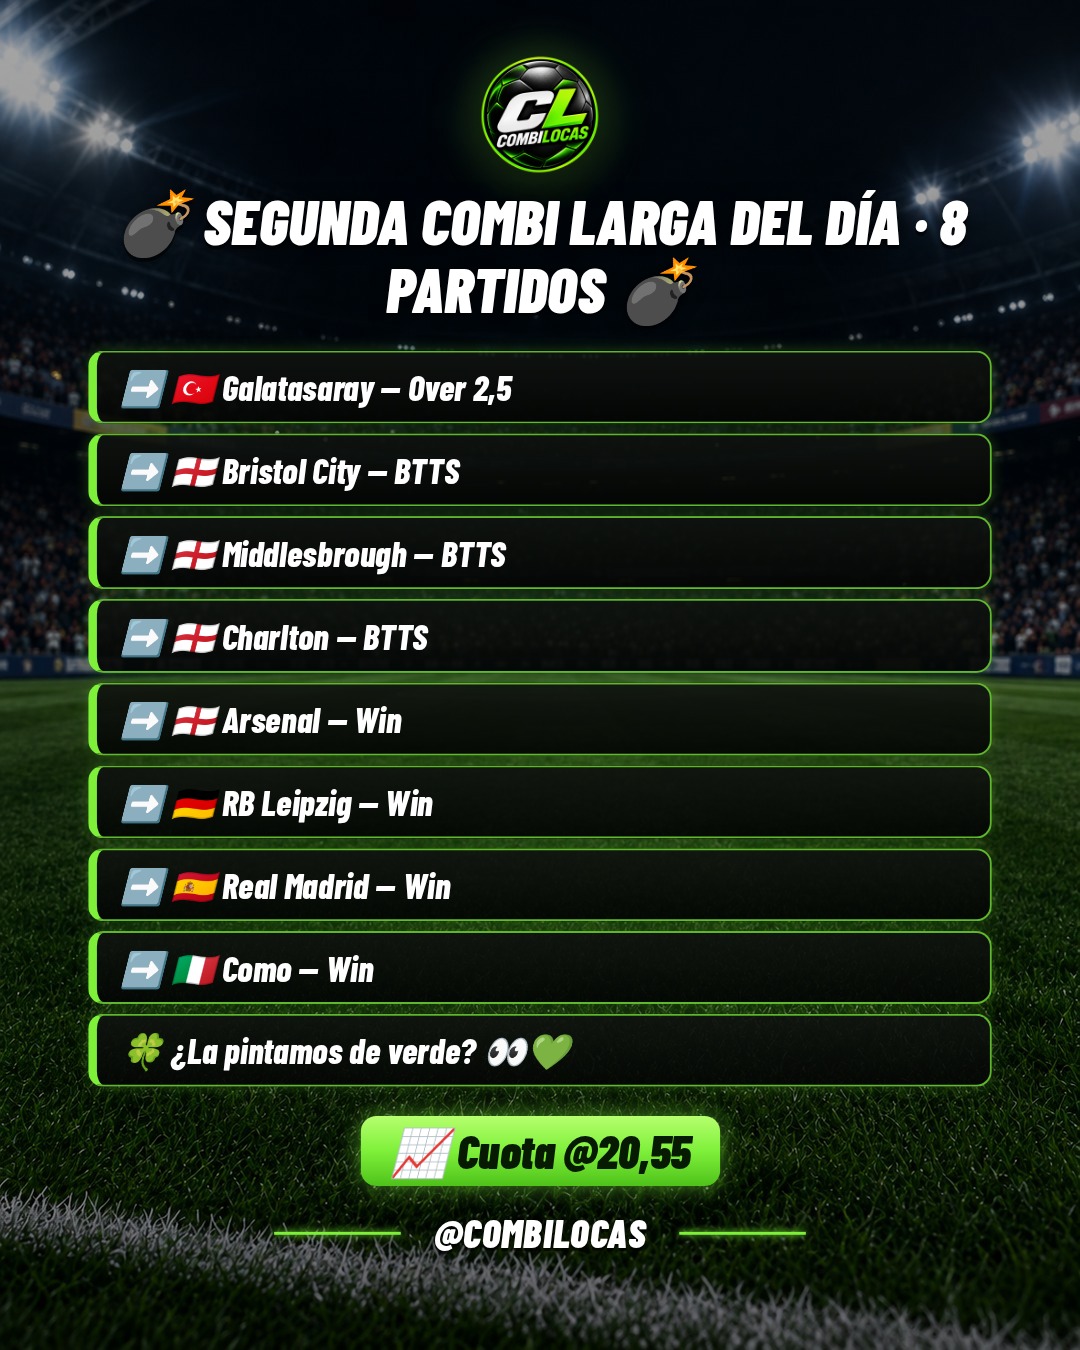 CL
COMBILOCAS
💣 SEGUNDA COMBI LARGA DEL DÍA · 8
PARTIDOS 💣
➡️ 🇹🇷 Galatasaray – Over 2,5
➡️ 🏴󠁧󠁢󠁥󠁮󠁧󠁿 Bristol City – BTTS
➡️ 🏴󠁧󠁢󠁥󠁮󠁧󠁿 Middlesbrough – BTTS
➡️ 🏴󠁧󠁢󠁥󠁮󠁧󠁿 Charlton – BTTS
➡️ 🏴󠁧󠁢󠁥󠁮󠁧󠁿 Arsenal – Win
➡️ 🇩🇪 RB Leipzig – Win
➡️ 🇪🇸 Real Madrid – Win
➡️ 🇮🇹 Como – Win
🍀 ¿La pintamos de verde? 👀💚
📈 Cuota @20,55
@COMBILOCAS